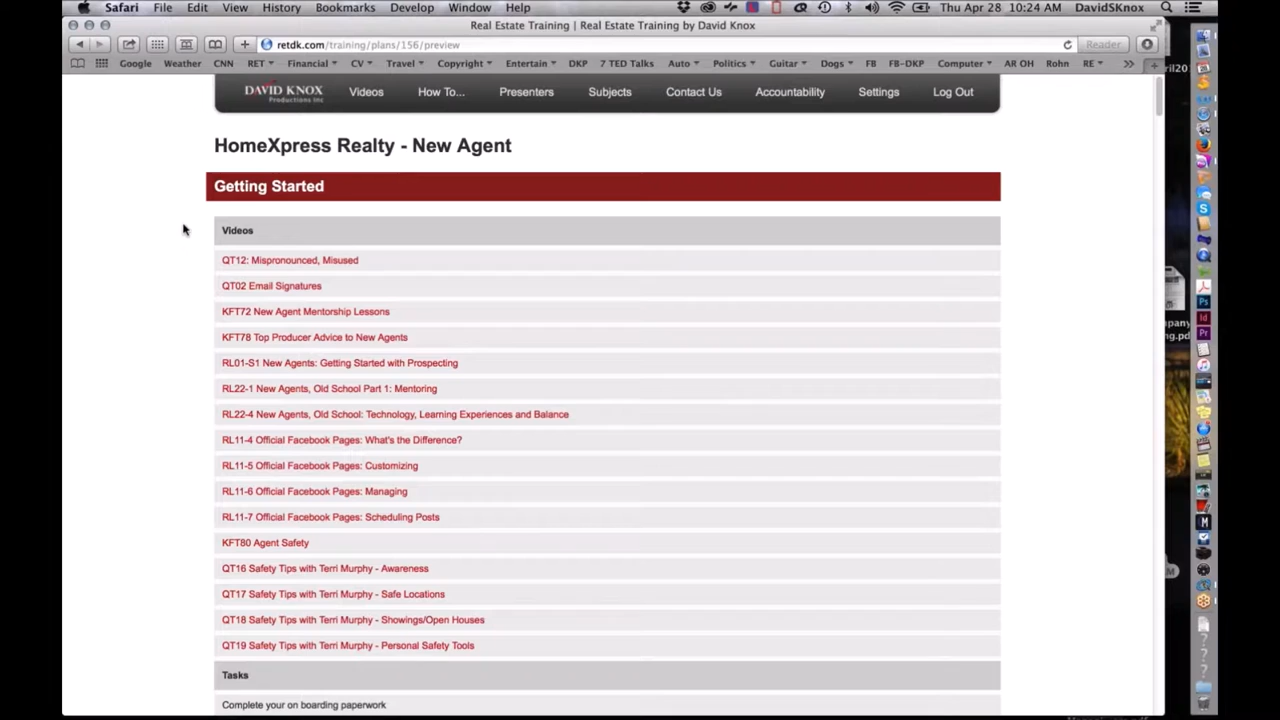 Safari File Edit View History Bookmarks Develop Window Help Thu Apr 28 10:24 AM DavidSKnox
Real Estate Training | Real Estate Training by David Knox
retdk.com/training/plans/156/preview Reader
Google Weather CNN RET Financial CV Travel Copyright Entertain DKP 7 TED Talks Auto Politics Guitar Dogs FB FB-DKP Computer AR OH Rohn RE
DAVID KNOX
Productions Inc
Videos How To... Presenters Subjects Contact Us Accountability Settings Log Out
HomeXpress Realty - New Agent
Getting Started
Videos
QT12: Mispronounced, Misused
QT02 Email Signatures
KFT72 New Agent Mentorship Lessons
KFT78 Top Producer Advice to New Agents
RL01-S1 New Agents: Getting Started with Prospecting
RL22-1 New Agents, Old School Part 1: Mentoring
RL22-4 New Agents, Old School: Technology, Learning Experiences and Balance
RL11-4 Official Facebook Pages: What's the Difference?
RL11-5 Official Facebook Pages: Customizing
RL11-6 Official Facebook Pages: Managing
RL11-7 Official Facebook Pages: Scheduling Posts
KFT80 Agent Safety
QT16 Safety Tips with Terri Murphy - Awareness
QT17 Safety Tips with Terri Murphy - Safe Locations
QT18 Safety Tips with Terri Murphy - Showings/Open Houses
QT19 Safety Tips with Terri Murphy - Personal Safety Tools
Tasks
Complete your on boarding paperwork